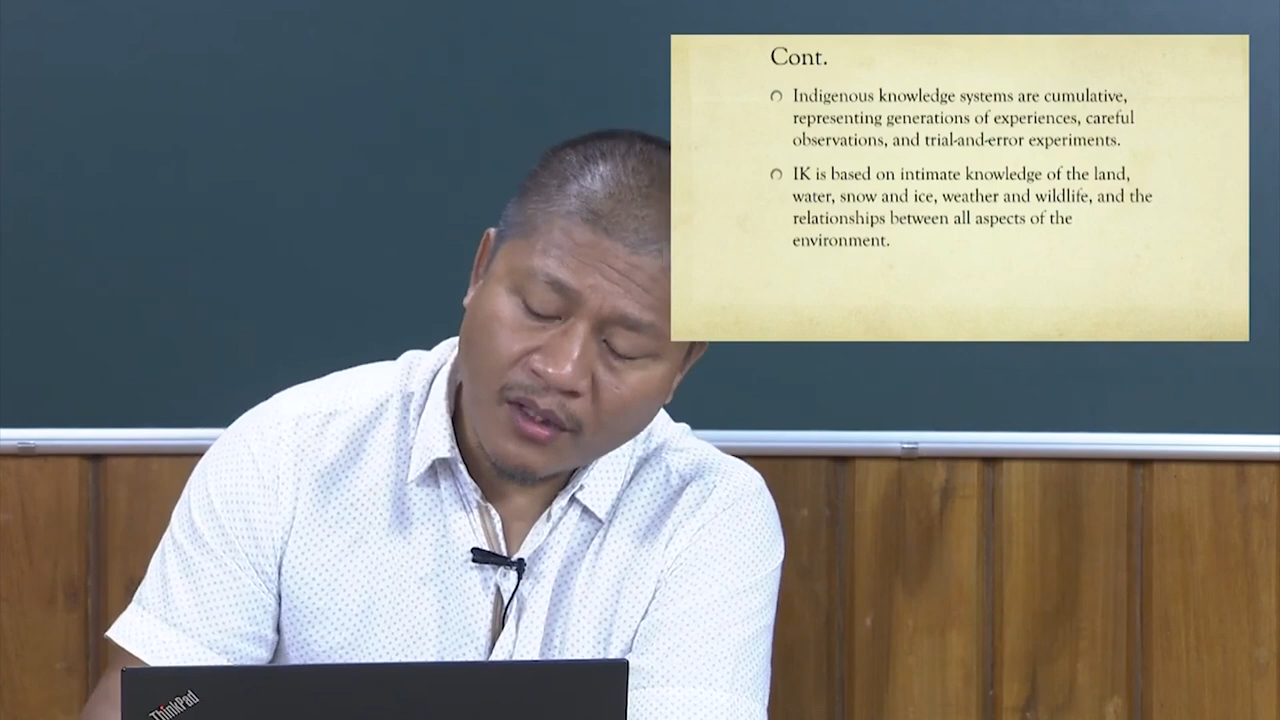 Cont.
Indigenous knowledge systems are cumulative,
representing generations of experiences, careful
observations, and trial-and-error experiments.
IK is based on intimate knowledge of the land,
water, snow and ice, weather and wildlife, and the
relationships between all aspects of the
environment.
ThinkPad